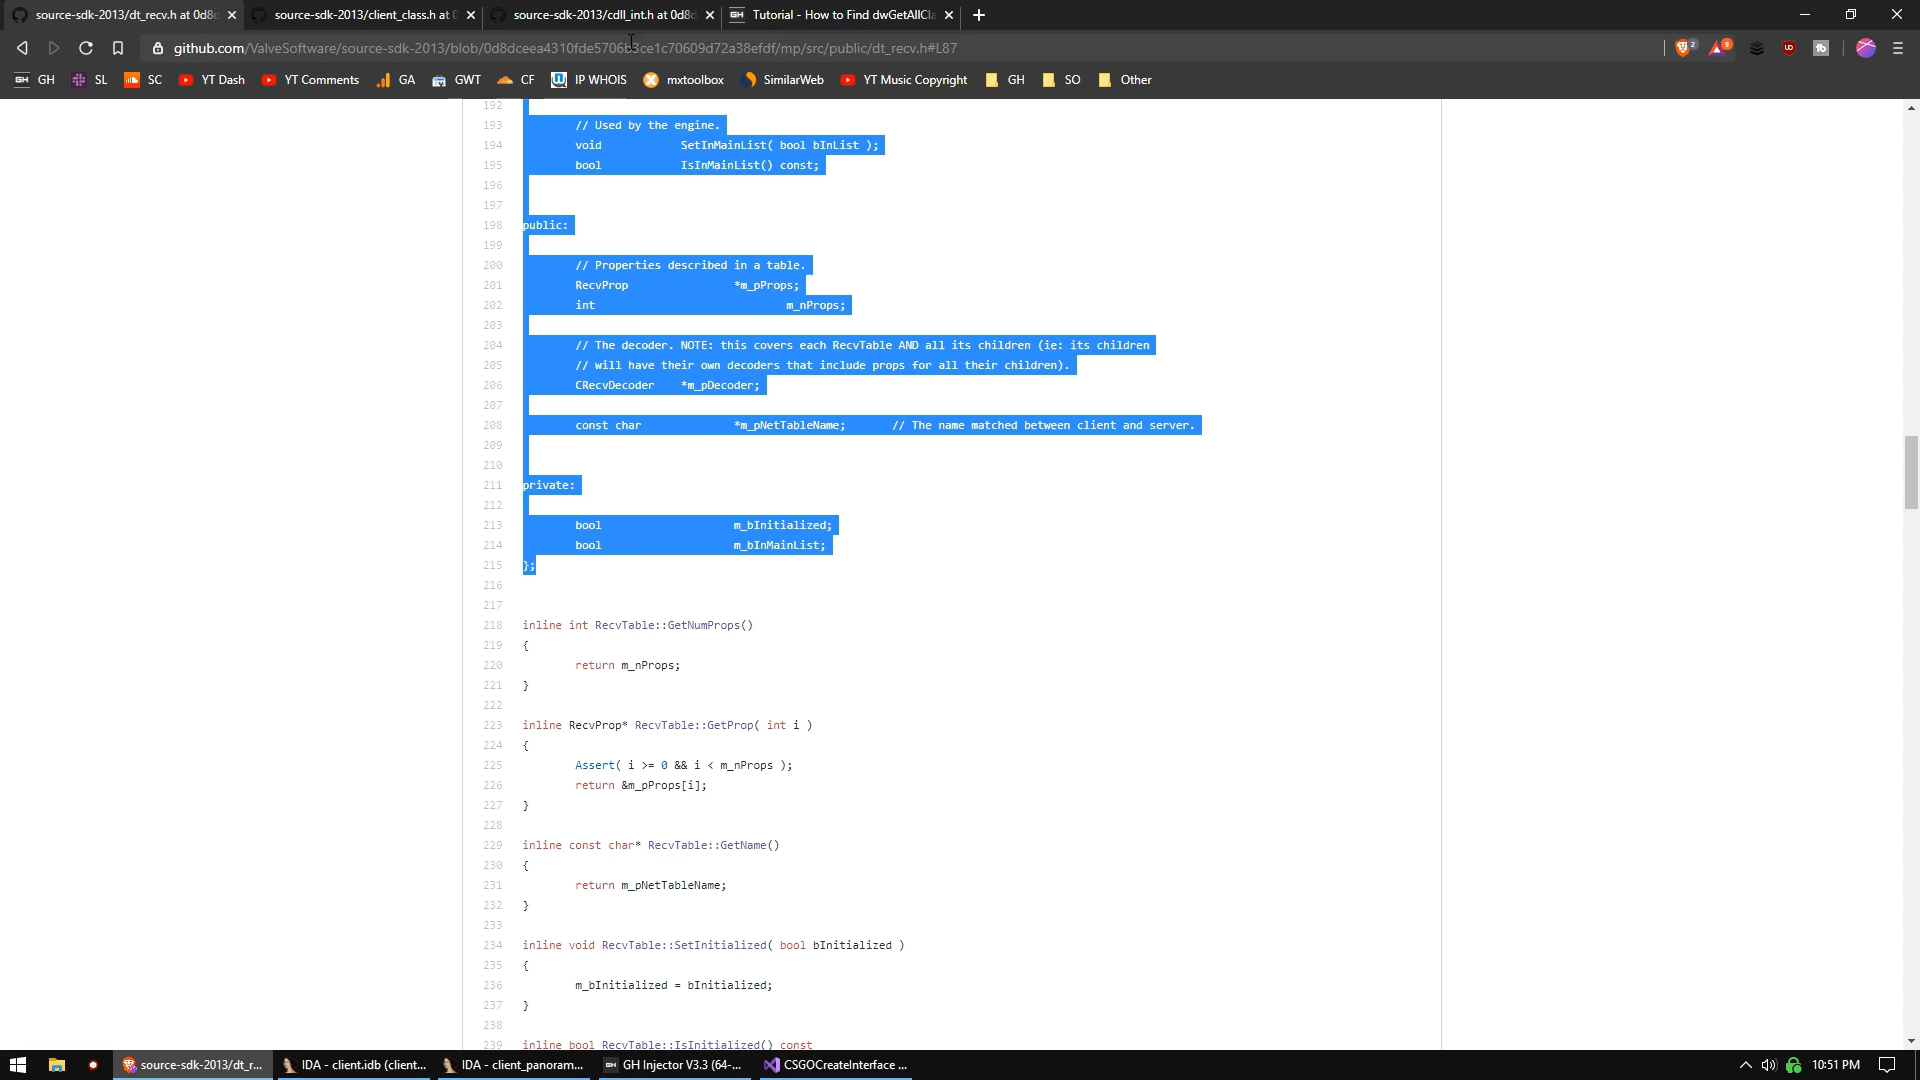 source-sdk-2013/dt_recv.h at 0d8d
source-sdk-2013/client_class.h at 0
source-sdk-2013/cdll_int.h at 0d8d
GH Tutorial - How to Find dwGetAllCla
github.com/ValveSoftware/source-sdk-2013/blob/0d8dceea4310fde5706b3ce1c70609d72a38efdf/mp/src/public/dt_recv.h#L87
2
9
GH GH
SL
SC
YT Dash
YT Comments
GA
GWT
CF
IP WHOIS
mxtoolbox
SimilarWeb
YT Music Copyright
GH
SO
Other
192
193 // Used by the engine.
194 void SetInMainList( bool bInList );
195 bool IsInMainList() const;
196
197
198 public:
199
200 // Properties described in a table.
201 RecvProp *m_pProps;
202 int m_nProps;
203
204 // The decoder. NOTE: this covers each RecvTable AND all its children (ie: its children
205 // will have their own decoders that include props for all their children).
206 CRecvDecoder *m_pDecoder;
207
208 const char *m_pNetTableName; // The name matched between client and server.
209
210
211 private:
212
213 bool m_bInitialized;
214 bool m_bInMainList;
215 };
216
217
218 inline int RecvTable::GetNumProps()
219 {
220 return m_nProps;
221 }
222
223 inline RecvProp* RecvTable::GetProp( int i )
224 {
225 Assert( i >= 0 && i < m_nProps );
226 return &m_pProps[i];
227 }
228
229 inline const char* RecvTable::GetName()
230 {
231 return m_pNetTableName;
232 }
233
234 inline void RecvTable::SetInitialized( bool bInitialized )
235 {
236 m_bInitialized = bInitialized;
237 }
238
239 inline bool RecvTable::IsInitialized() const
source-sdk-2013/dt_r...
IDA - client.idb (client...
IDA - client_panoram...
GH GH Injector V3.3 (64-...
CSGOCreateInterface ...
10:51 PM